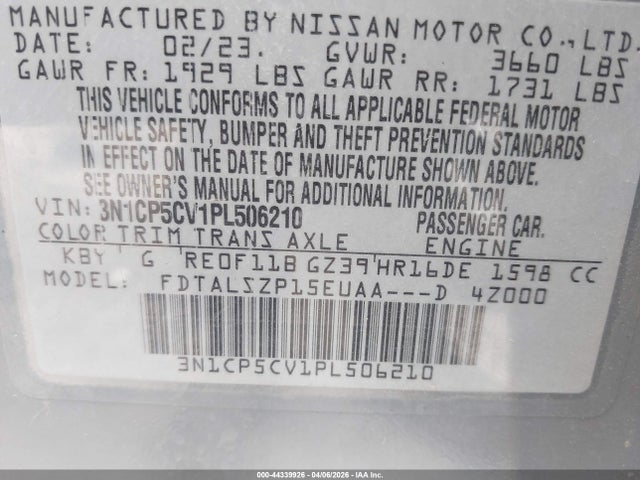 MANUFACTURED BY NISSAN MOTOR CO., LTD.
DATE: 02/23. GVWR: 3660 LBS
GAWR FR: 1929 LBS GAWR RR: 1731 LBS
THIS VEHICLE CONFORMS TO ALL APPLICABLE FEDERAL MOTOR
VEHICLE SAFETY, BUMPER AND THEFT PREVENTION STANDARDS
IN EFFECT ON THE DATE OF MANUFACTURE SHOWN ABOVE.
SEE OWNER'S MANUAL FOR ADDITIONAL INFORMATION.
VIN: 3N1CP5CV1PL506210 PASSENGER CAR.
COLOR TRIM TRANS AXLE ENGINE
KBY G RE0F11B GZ39 HR16DE 1598 CC
MODEL: FDTALSZP15EUAA---D 4Z000
3N1CP5CV1PL506210
000-44339926 - 04/06/2026 - © Copyright IAA, Inc.